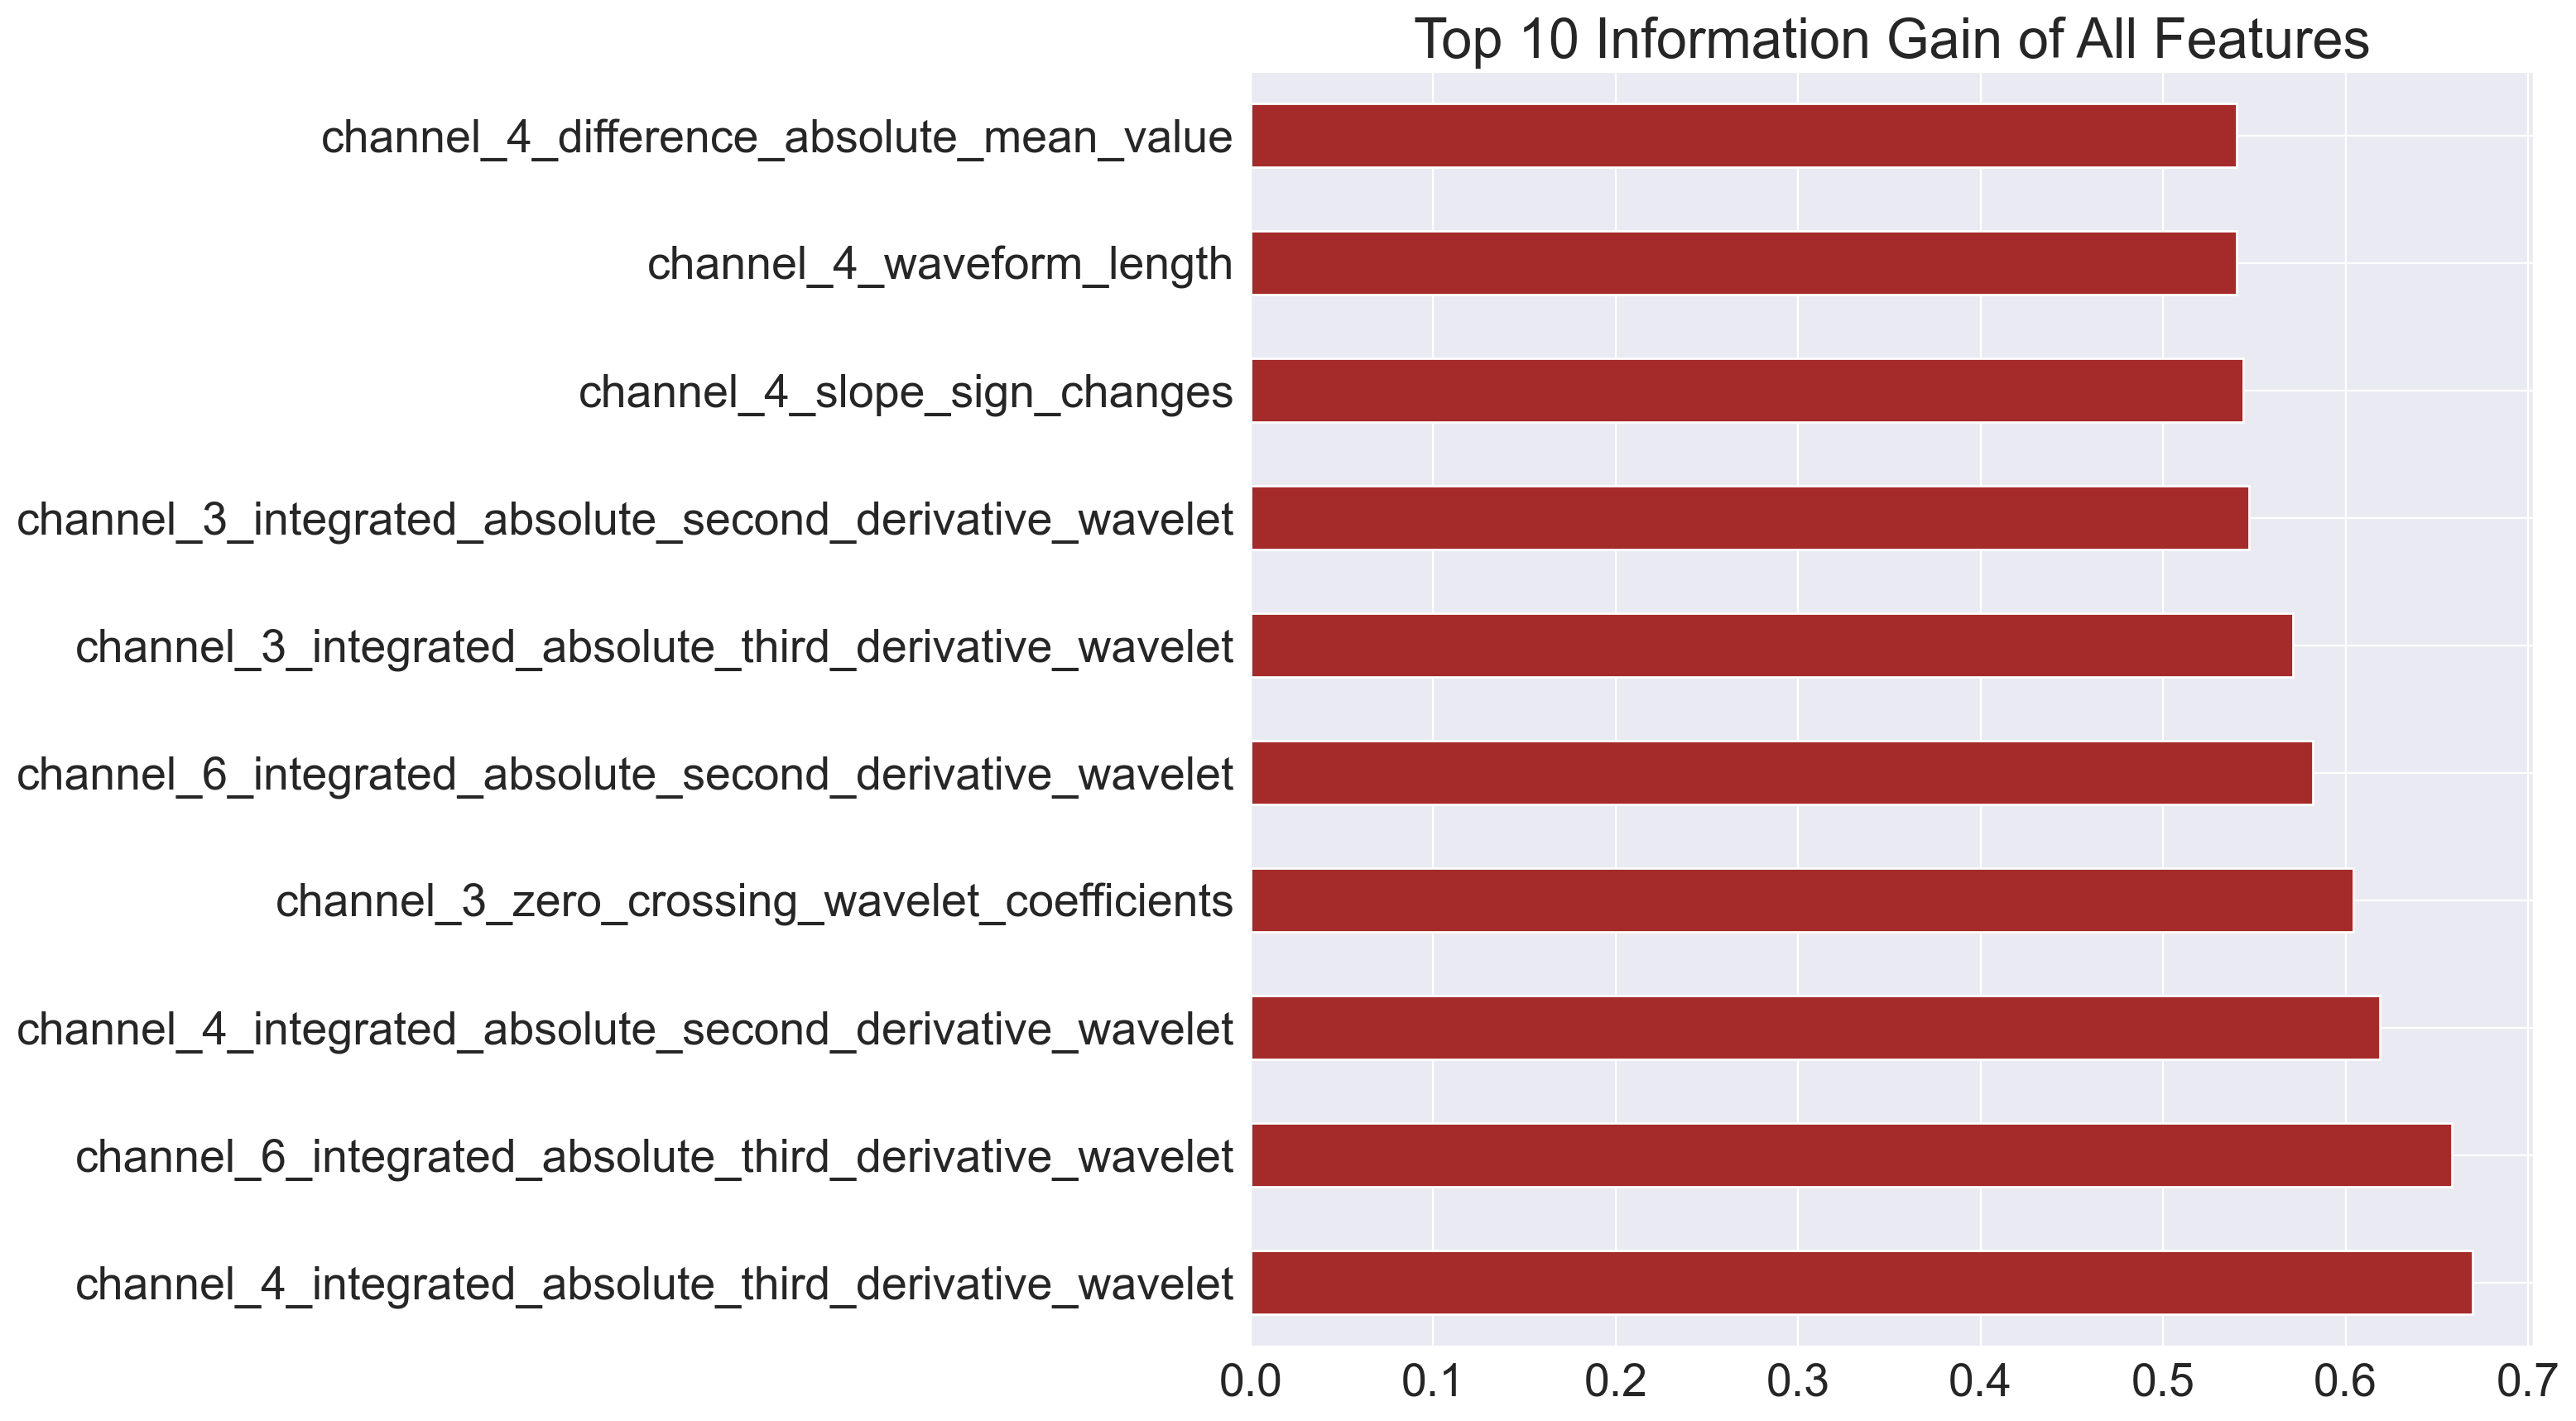 Top 10 Information Gain of All Features
channel_4_difference_absolute_mean_value
channel_4_waveform_length
channel_4_slope_sign_changes
channel_3_integrated_absolute_second_derivative_wavelet
channel_3_integrated_absolute_third_derivative_wavelet
channel_6_integrated_absolute_second_derivative_wavelet
channel_3_zero_crossing_wavelet_coefficients
channel_4_integrated_absolute_second_derivative_wavelet
channel_6_integrated_absolute_third_derivative_wavelet
channel_4_integrated_absolute_third_derivative_wavelet
0.0 0.1 0.2 0.3 0.4 0.5 0.6 0.7